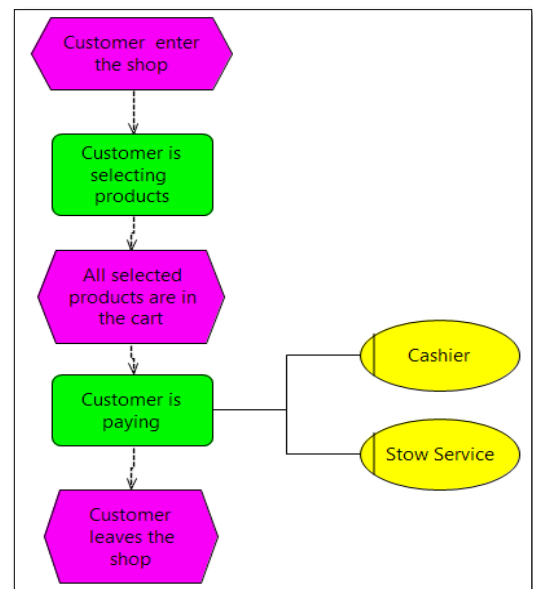 Customer enter
the shop
Customer is
selecting
products
All selected
products are in
the cart
Cashier
Customer is
paying
Stow Service
Customer
leaves the
shop